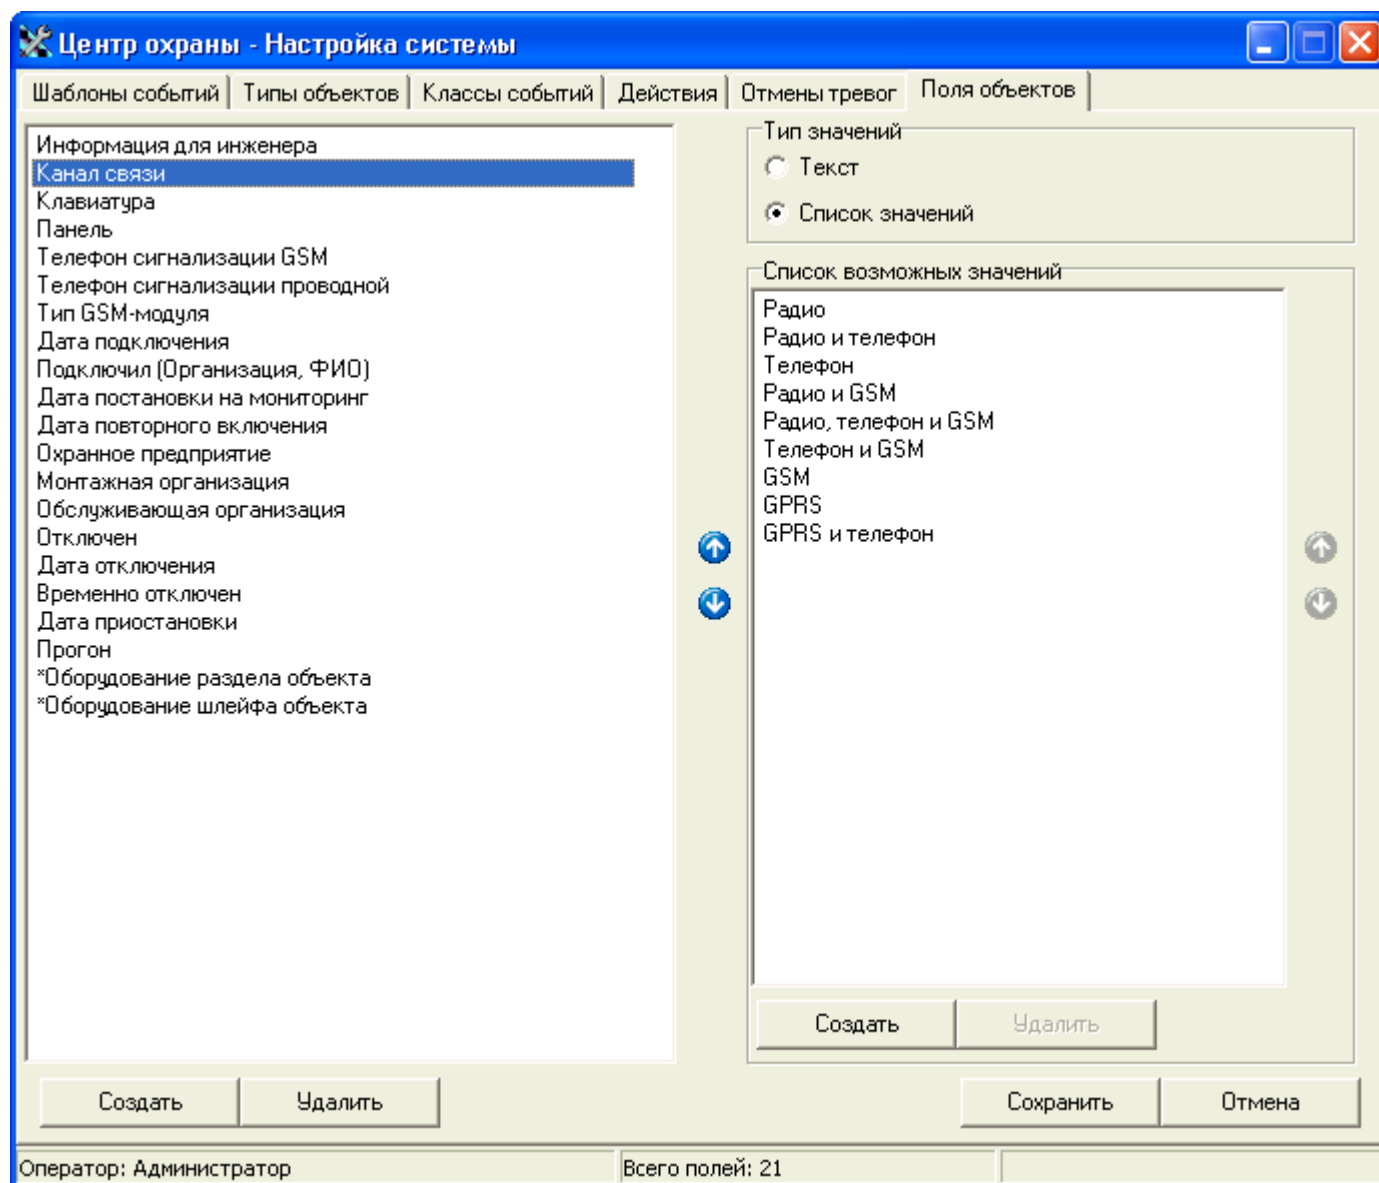 Центр охраны - Настройка системы
Шаблоны событий Типы объектов Классы событий Действия Отмены тревог Поля объектов
Информация для инженера
Канал связи
Клавиатура
Панель
Телефон сигнализации GSM
Телефон сигнализации проводной
Тип GSM-модуля
Дата подключения
Подключил (Организация, ФИО)
Дата постановки на мониторинг
Дата повторного включения
Охранное предприятие
Монтажная организация
Обслуживающая организация
Отключен
Дата отключения
Временно отключен
Дата приостановки
Прогон
*Оборудование раздела объекта
*Оборудование шлейфа объекта
Тип значений
Текст
Список значений
Список возможных значений
Радио
Радио и телефон
Телефон
Радио и GSM
Радио, телефон и GSM
Телефон и GSM
GSM
GPRS
GPRS и телефон
Создать Удалить
Создать Удалить Сохранить Отмена
Оператор: Администратор Всего полей: 21